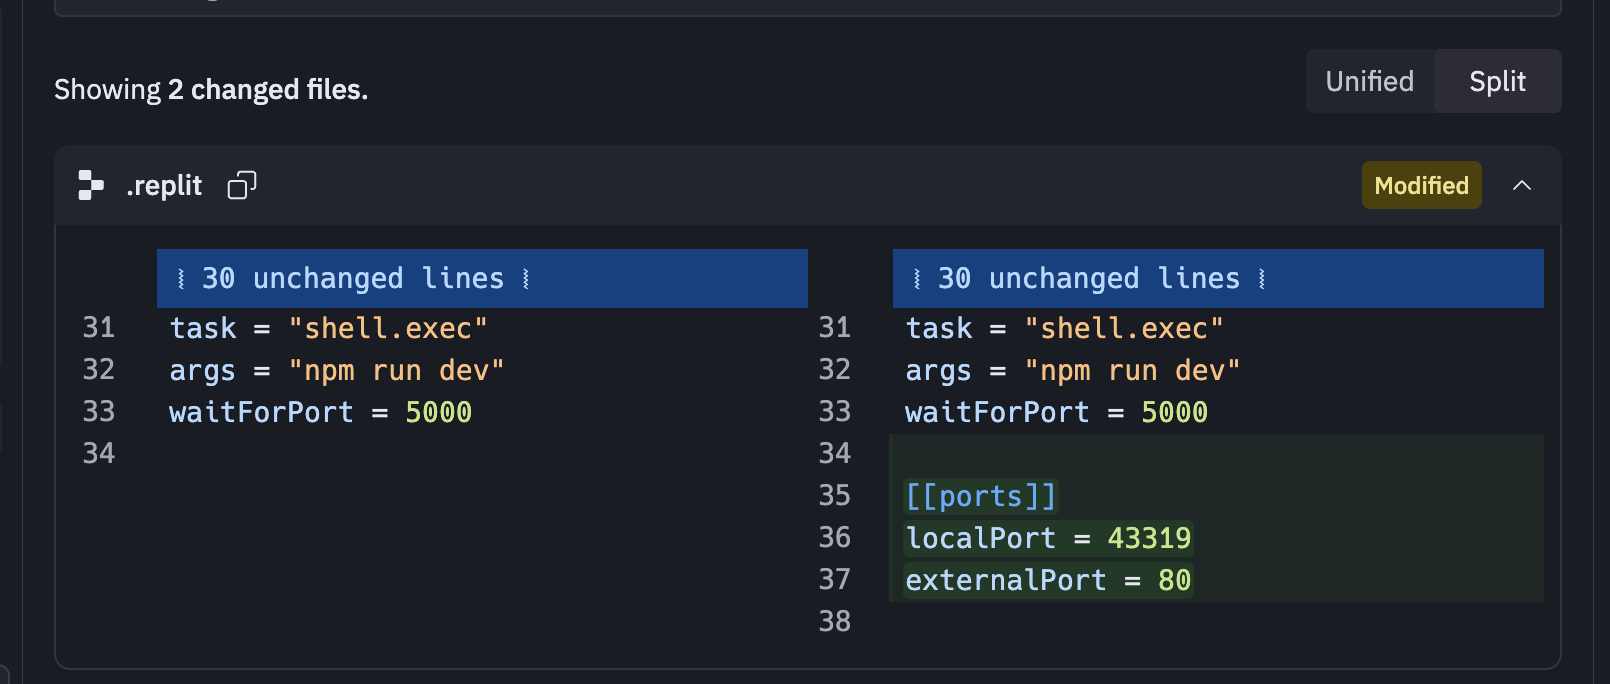 Showing 2 changed files.
Unified
Split
.replit
Modified
30 unchanged lines
31 task = "shell.exec"
32 args = "npm run dev"
33 waitForPort = 5000
34
30 unchanged lines
31 task = "shell.exec"
32 args = "npm run dev"
33 waitForPort = 5000
34
35 [[ports]]
36 localPort = 43319
37 externalPort = 80
38